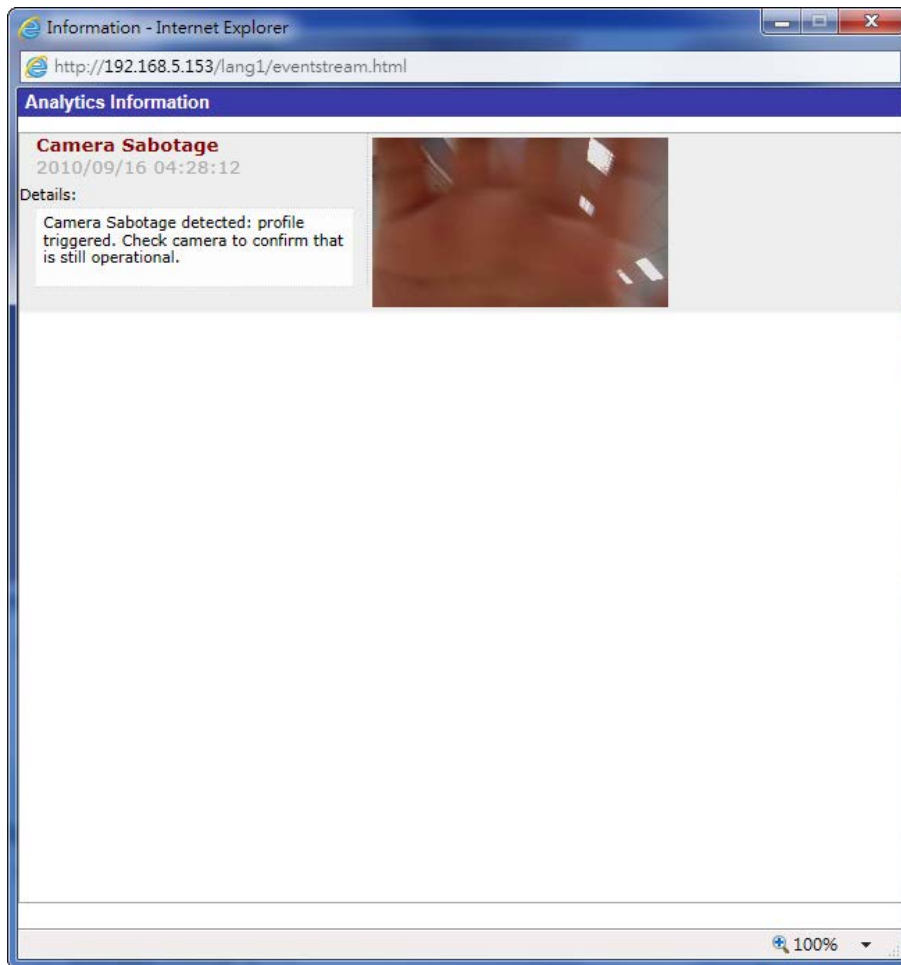 Information - Internet Explorer
http://192.168.5.153/lang1/eventstream.html
Analytics Information
Camera Sabotage
2010/09/16 04:28:12
Details:
Camera Sabotage detected: profile
triggered. Check camera to confirm that
is still operational.
100%